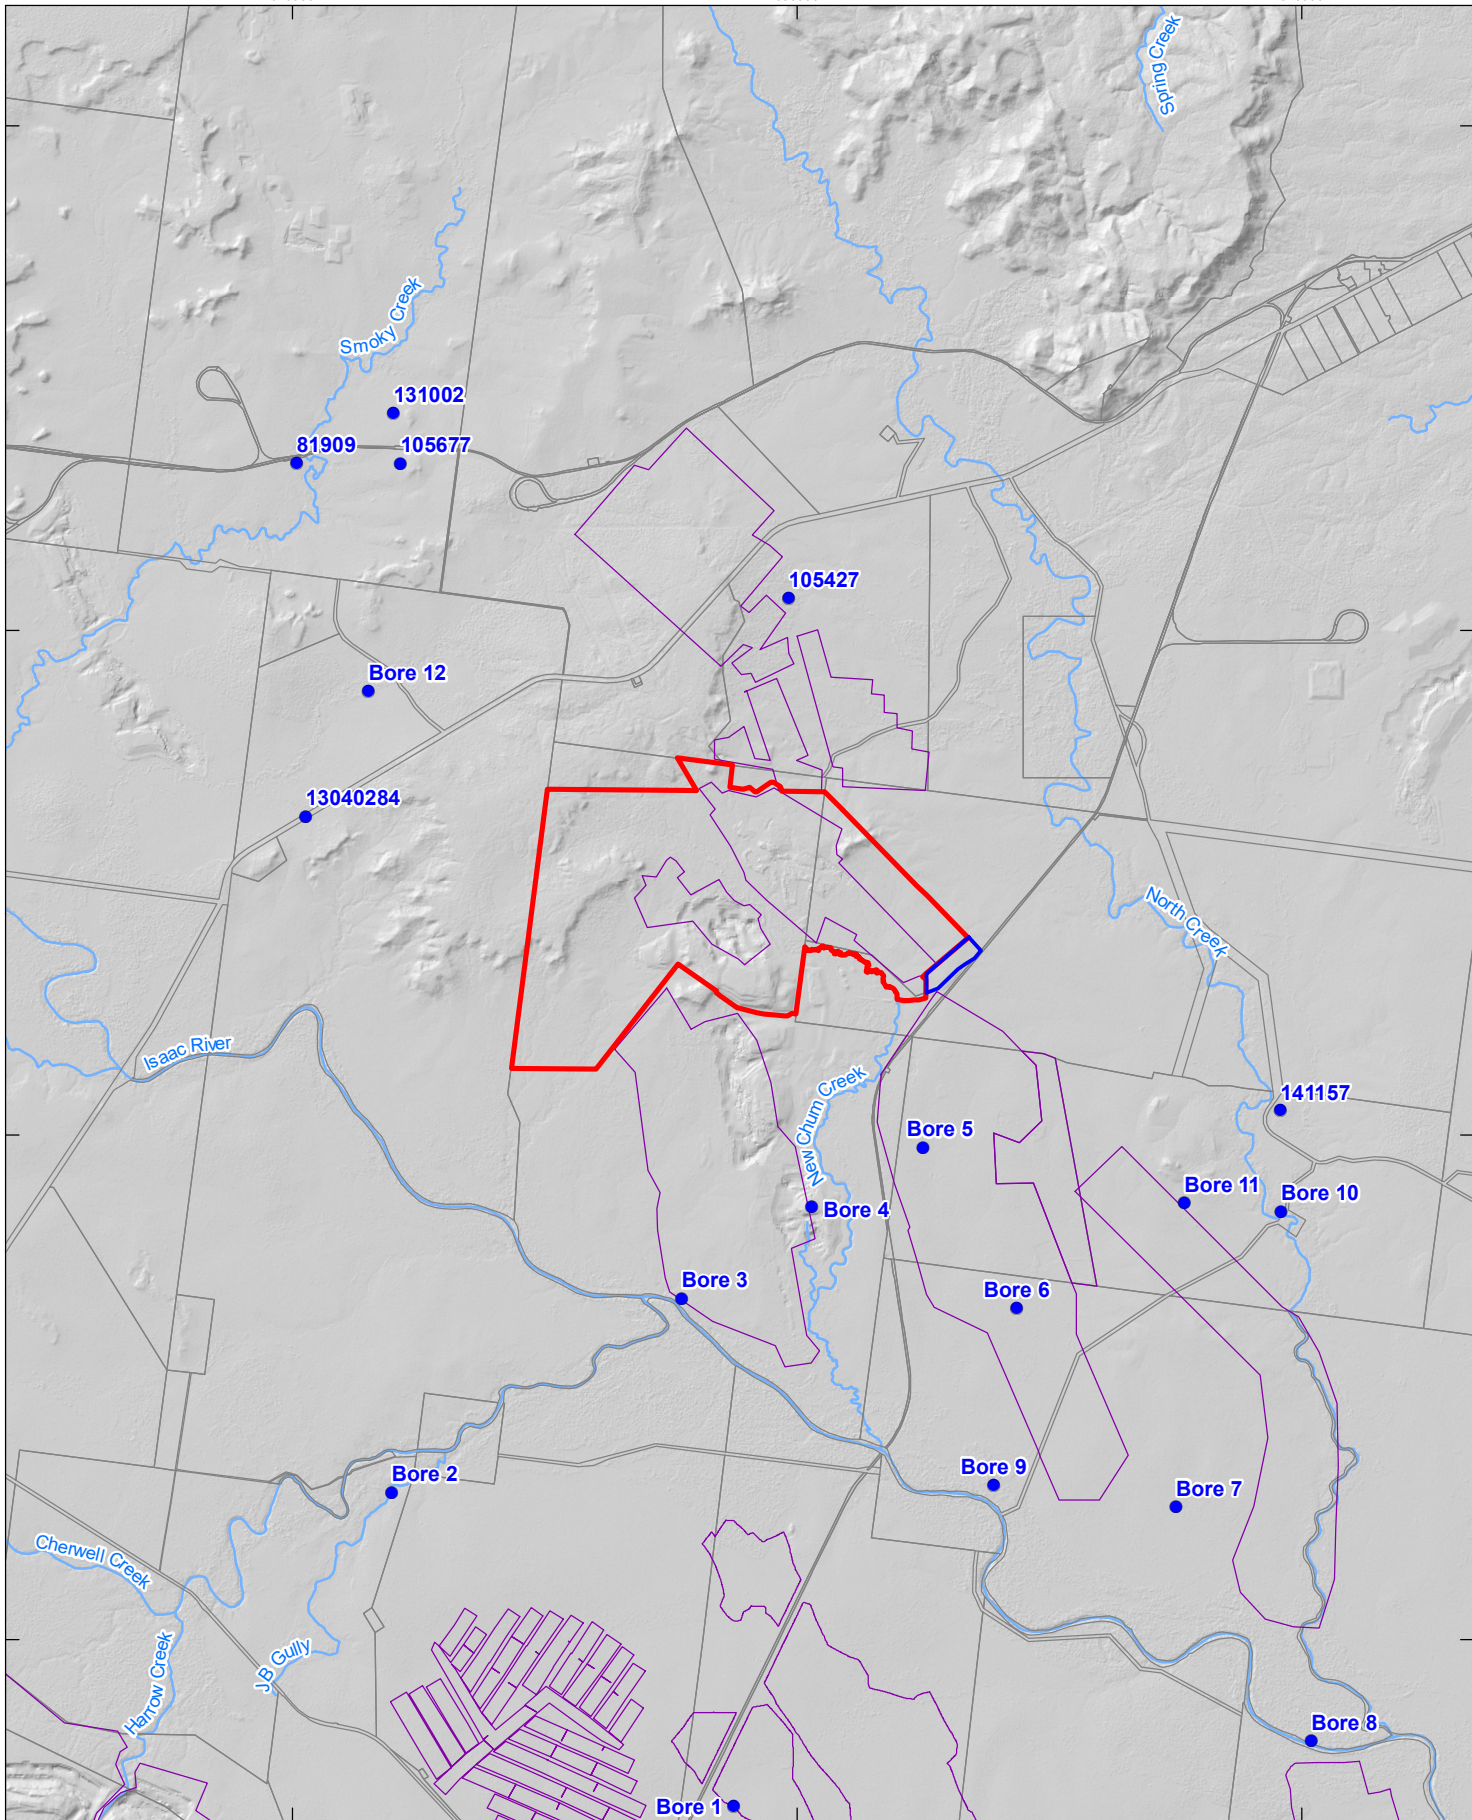 Spring Creek
Smoky Creek
131002
81909
105677
105427
Bore 12
13040284
North Creek
Isaac River
New Chum Creek
141157
Bore 5
Bore 11
Bore 10
Bore 4
Bore 3
Bore 6
Bore 2
Bore 9
Bore 7
Cherwell Creek
Harrow Creek
J B Gully
Bore 8
Bore 1